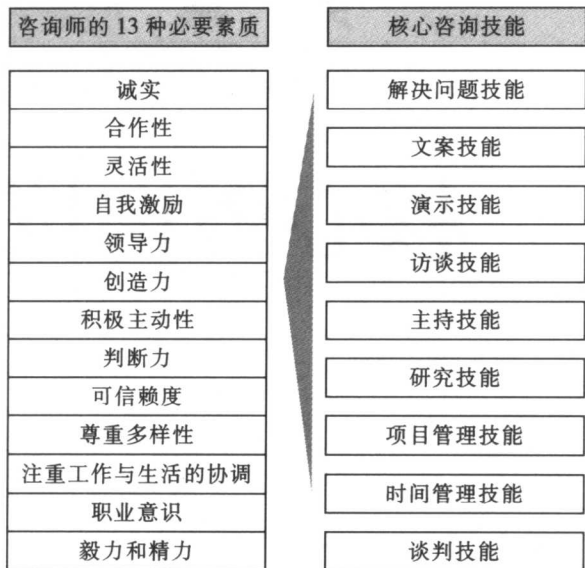 咨询师的 13 种必要素质
诚实
合作性
灵活性
自我激励
领导力
创造力
积极主动性
判断力
可信赖度
尊重多样性
注重工作与生活的协调
职业意识
毅力和精力
核心咨询技能
解决问题技能
文案技能
演示技能
访谈技能
主持技能
研究技能
项目管理技能
时间管理技能
谈判技能